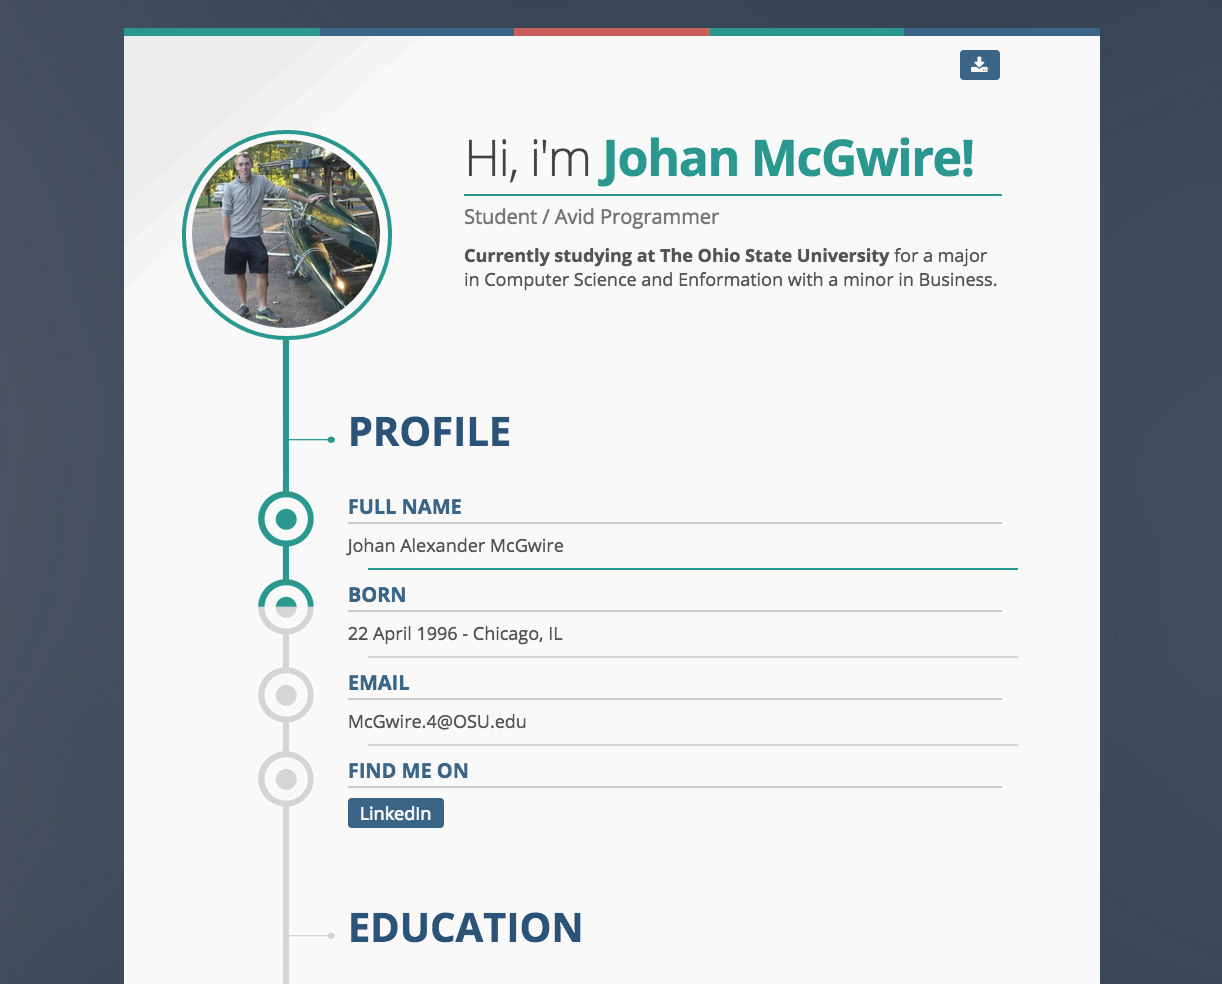 Hi, i'm Johan McGwire!
Student / Avid Programmer
Currently studying at The Ohio State University for a major
in Computer Science and Enformation with a minor in Business.
PROFILE
FULL NAME
Johan Alexander McGwire
BORN
22 April 1996 - Chicago, IL
EMAIL
McGwire.4@OSU.edu
FIND ME ON
LinkedIn
EDUCATION